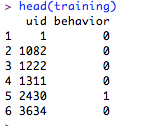 > head(training)
   uid behavior
1    1        0
2 1082        0
3 1222        0
4 1311        0
5 2430        1
6 3634        0
>